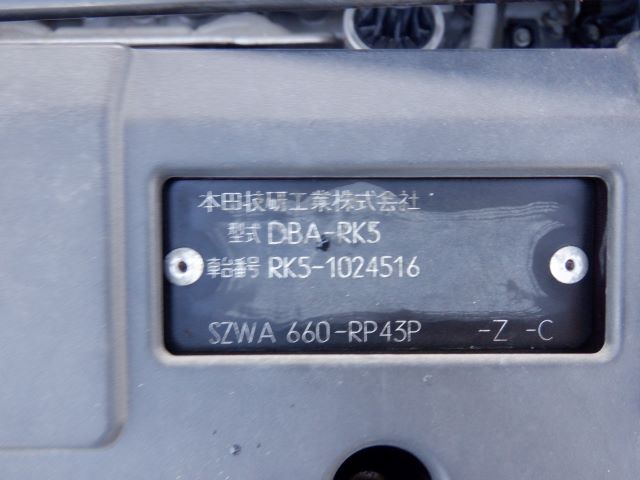 本田技研工業株式会社
型式 DBA-RK5
車台番号 RK5-1024516
SZWA 660-RP43P -Z -C